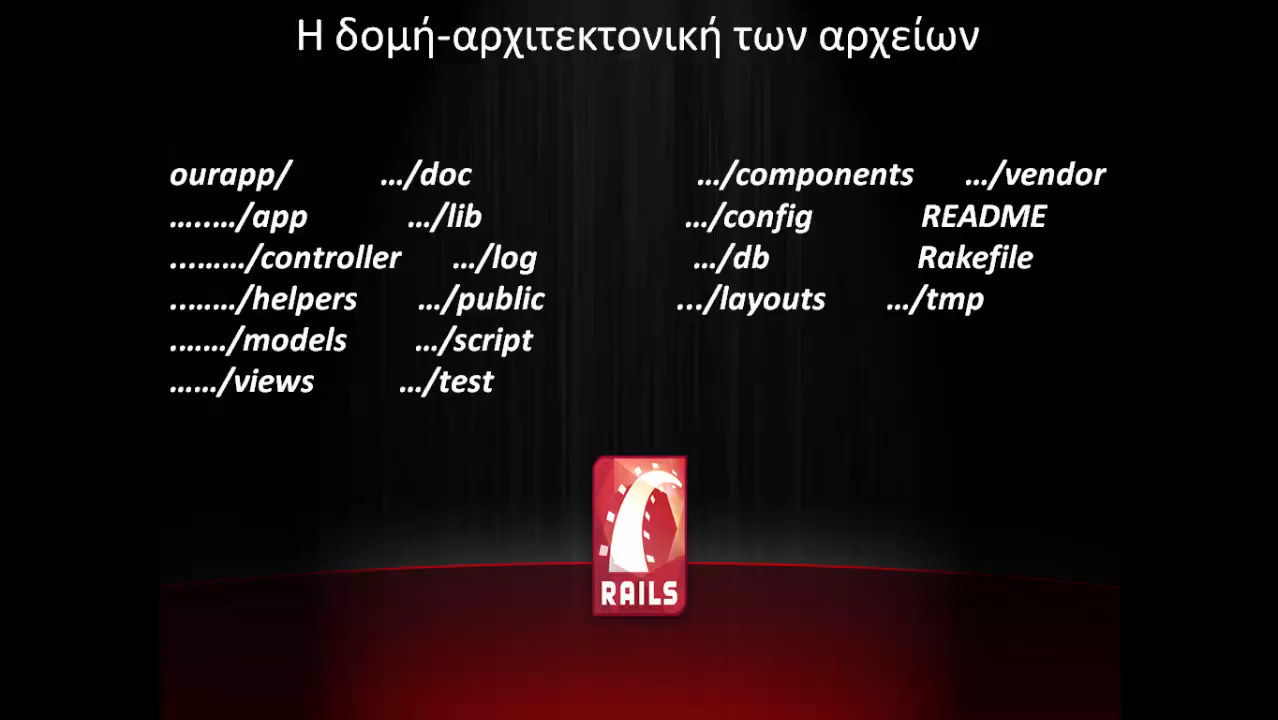 Η δομή-αρχιτεκτονική των αρχείων
ourapp/ …/doc …/components …/vendor
…..…/app …/lib …/config README
...……/controller …/log …/db Rakefile
..……/helpers …/public .../layouts …/tmp
..…../models …/script
……/views …/test
RAILS